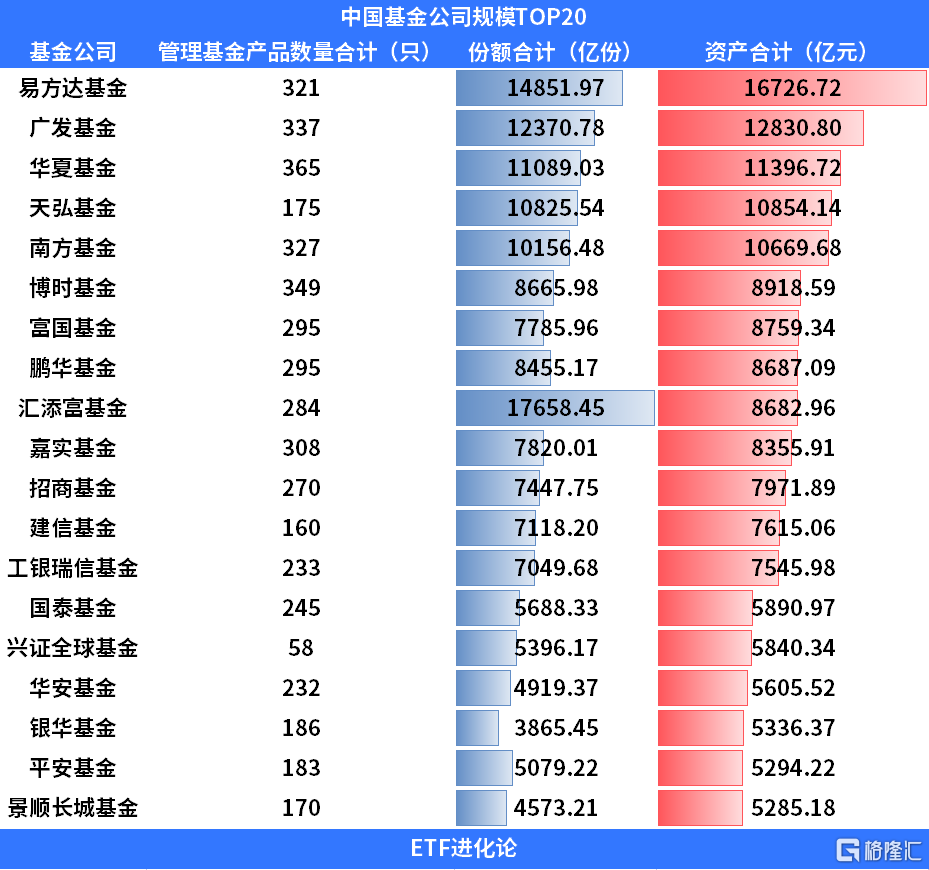 中国基金公司规模TOP20
基金公司 管理基金产品数量合计（只） 份额合计（亿份） 资产合计（亿元）
易方达基金 321 14851.97 16726.72
广发基金 337 12370.78 12830.80
华夏基金 365 11089.03 11396.72
天弘基金 175 10825.54 10854.14
南方基金 327 10156.48 10669.68
博时基金 349 8665.98 8918.59
富国基金 295 7785.96 8759.34
鹏华基金 295 8455.17 8687.09
汇添富基金 284 17658.45 8682.96
嘉实基金 308 7820.01 8355.91
招商基金 270 7447.75 7971.89
建信基金 160 7118.20 7615.06
工银瑞信基金 233 7049.68 7545.98
国泰基金 245 5688.33 5890.97
兴证全球基金 58 5396.17 5840.34
华安基金 232 4919.37 5605.52
银华基金 186 3865.45 5336.37
平安基金 183 5079.22 5294.22
景顺长城基金 170 4573.21 5285.18
ETF进化论
格隆汇